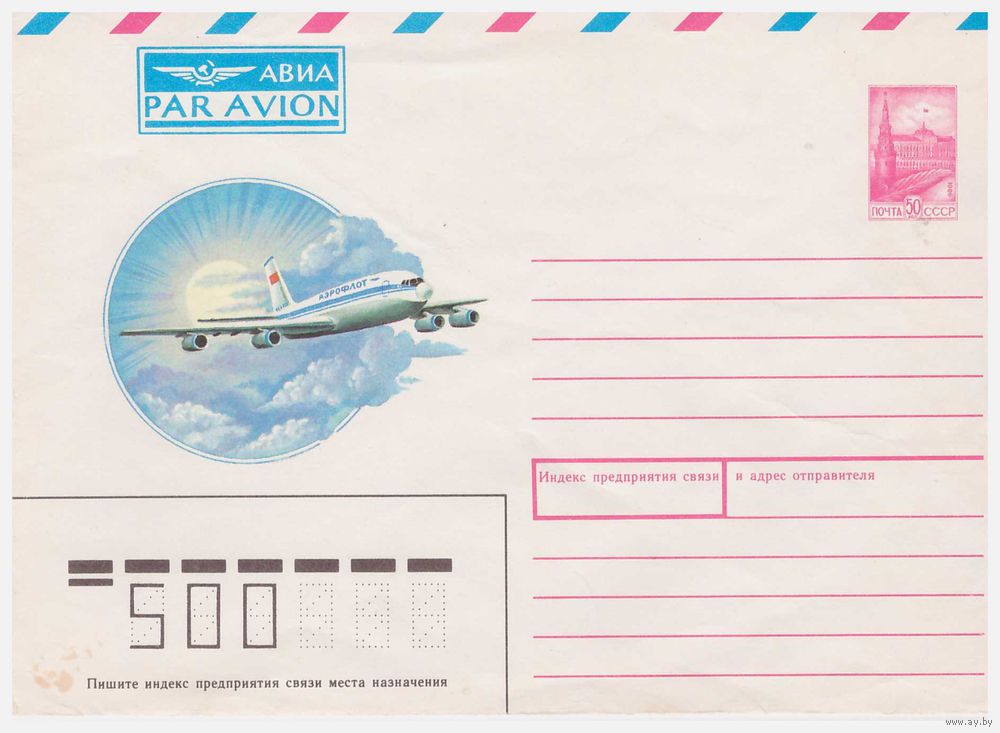 АВИА
PAR AVION
ПОЧТА 50 СССР
АЭРОФЛОТ
Индекс предприятия связи и адрес отправителя
500
Пишите индекс предприятия связи места назначения
www.ay.by